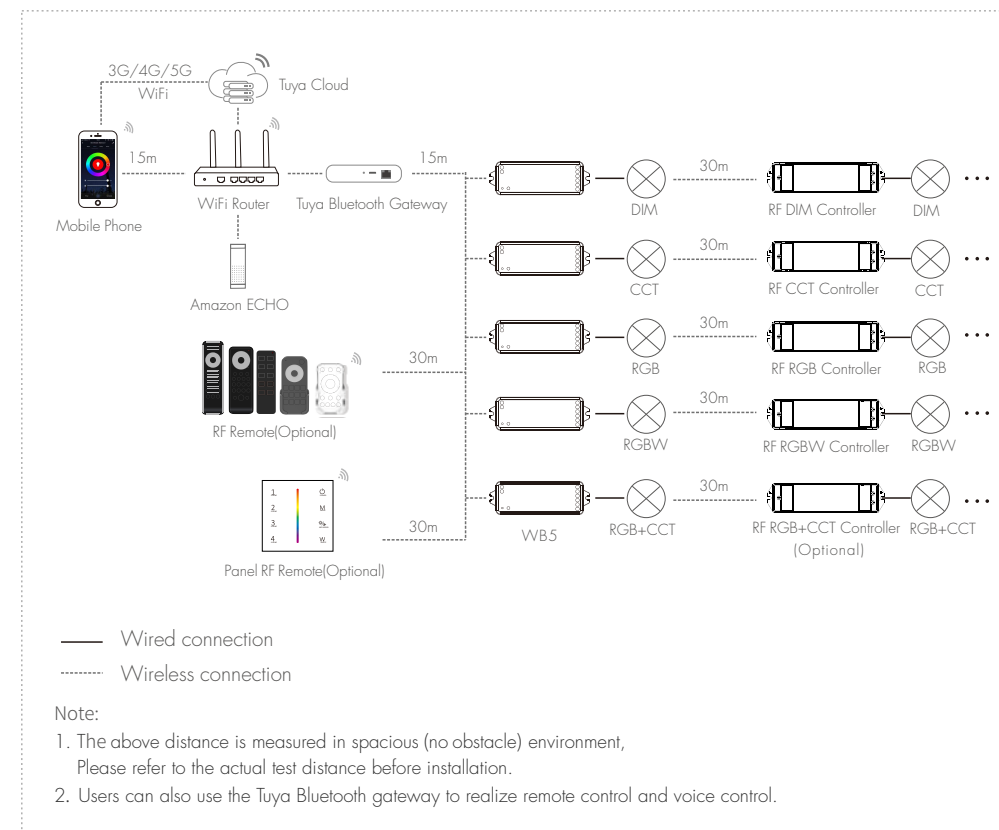 3G/4G/5G
WiFi
Tuya Cloud
15m
15m
WiFi Router
Tuya Bluetooth Gateway
Mobile Phone
Amazon ECHO
30m
RF Remote(Optional)
1
2
3
4
M
W
30m
Panel RF Remote(Optional)
DIM
30m
RF DIM Controller
DIM
CCT
30m
RF CCT Controller
CCT
RGB
30m
RF RGB Controller
RGB
RGBW
30m
RF RGBW Controller
RGBW
WB5
RGB+CCT
30m
RF RGB+CCT Controller
(Optional)
RGB+CCT
Wired connection
Wireless connection
Note:
1. The above distance is measured in spacious (no obstacle) environment,
Please refer to the actual test distance before installation.
2. Users can also use the Tuya Bluetooth gateway to realize remote control and voice control.